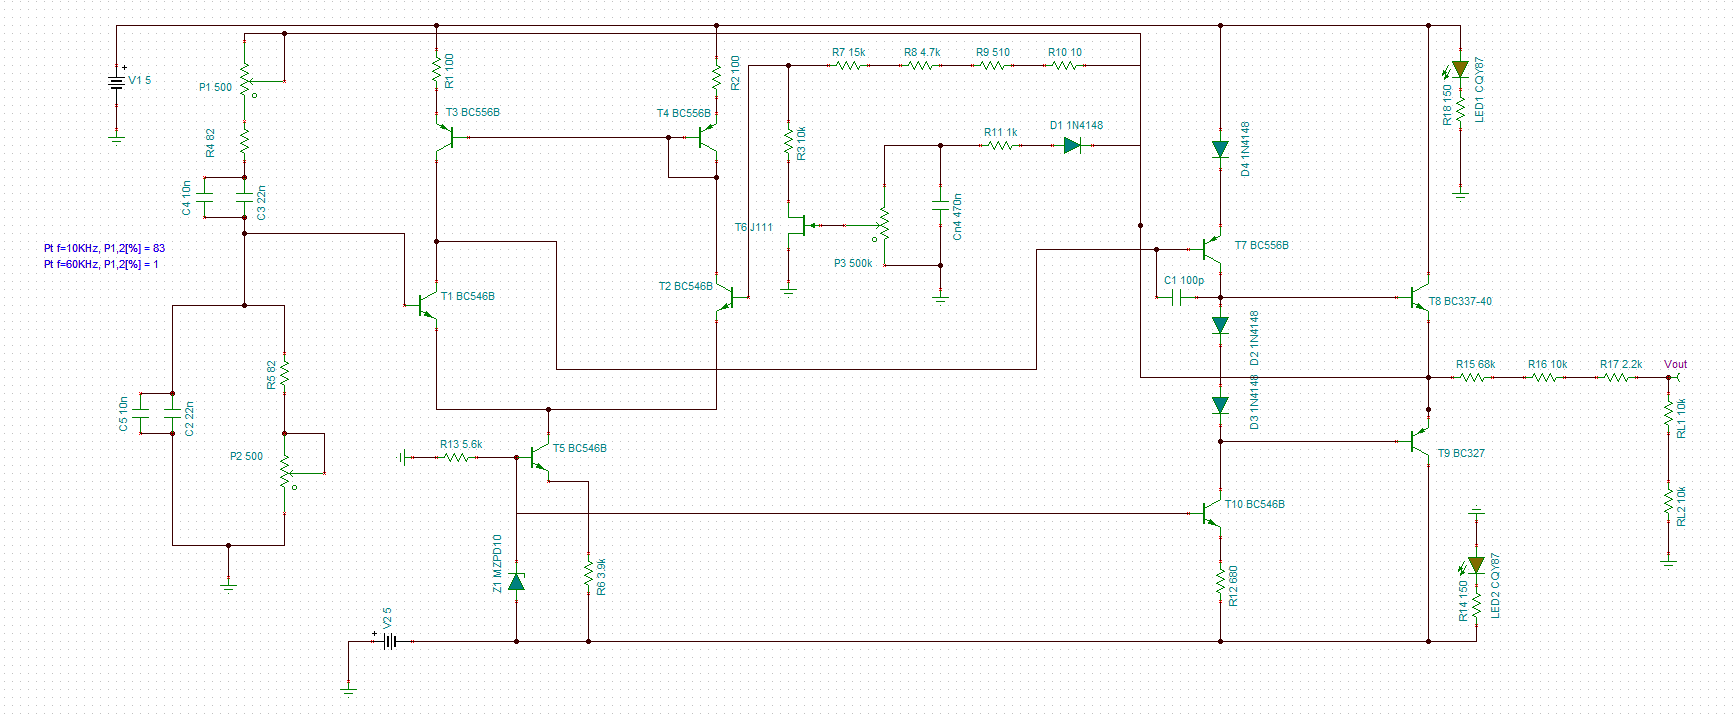 V1 5
+
P1 500
R4 82
C4 10n
C3 22n
Pt f=10KHz, P1,2[%] = 83
Pt f=60KHz, P1,2[%] = 1
C5 10n
C2 22n
R5 82
P2 500
R1 100
T3 BC556B
R2 100
T4 BC556B
T1 BC546B
T2 BC546B
R13 5.6k
T5 BC546B
Z1 MZPD10
R6 3.9k
V2 5
+
R7 15k
R8 4.7k
R9 510
R10 10
R3 10k
R11 1k
D1 1N4148
T6 J111
P3 500k
Cn4 470n
D4 1N4148
T7 BC556B
C1 100p
D2 1N4148
D3 1N4148
T8 BC337-40
T9 BC327
T10 BC546B
R12 680
R18 150
LED1 CQY87
R15 68k
R16 10k
R17 2.2k
Vout
RL1 10k
RL2 10k
R14 150
LED2 CQY87